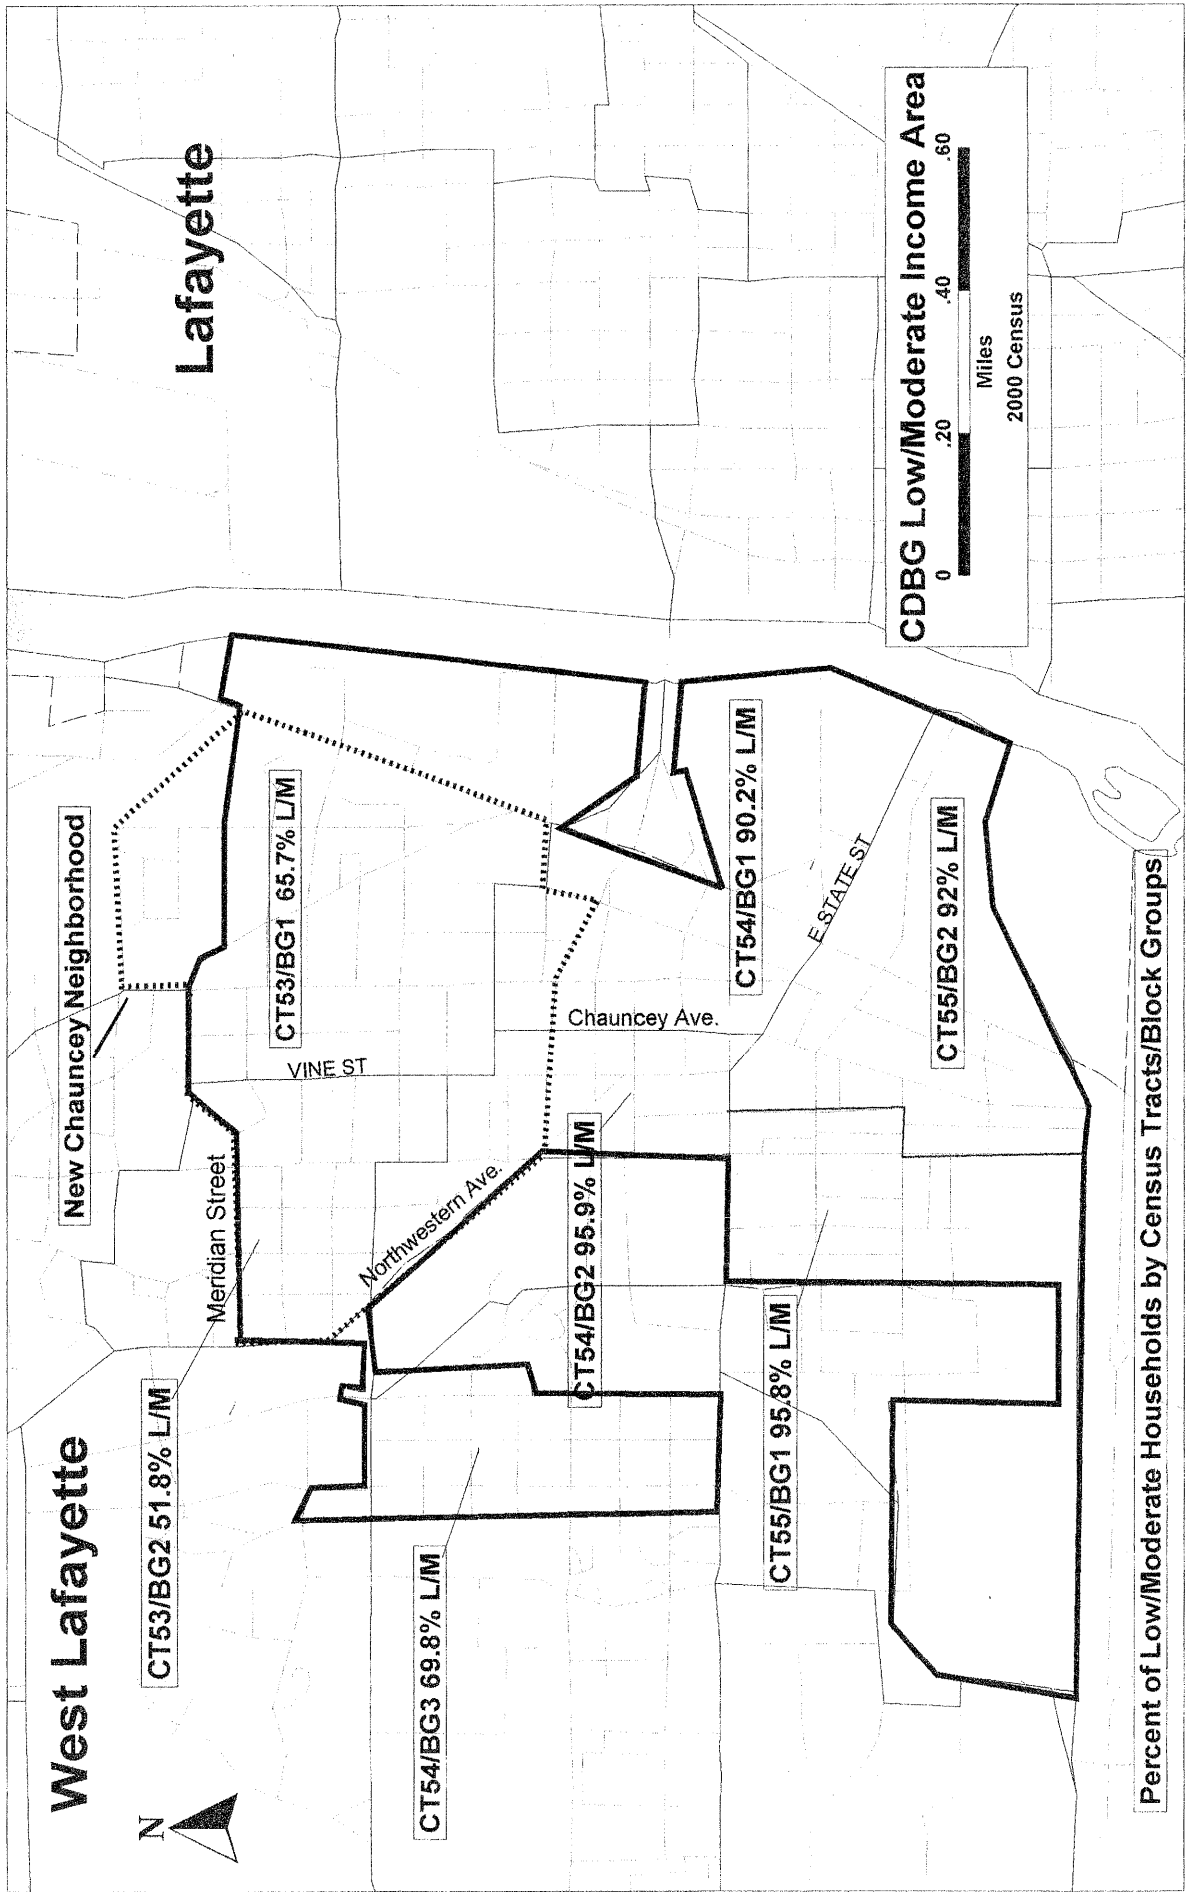 West Lafayette
Lafayette
N
New Chauncey Neighborhood
CT53/BG2 51.8% L/M
Meridian Street
CT53/BG1 65.7% L/M
VINE ST
Northwestern Ave.
CT54/BG3 69.8% L/M
CT54/BG2 95.9% L/M
Chauncey Ave.
CT54/BG1 90.2% L/M
CT55/BG1 95.8% L/M
E STATE ST
CT55/BG2 92% L/M
CDBG Low/Moderate Income Area
0 .20 .40 .60
Miles
2000 Census
Percent of Low/Moderate Households by Census Tracts/Block Groups